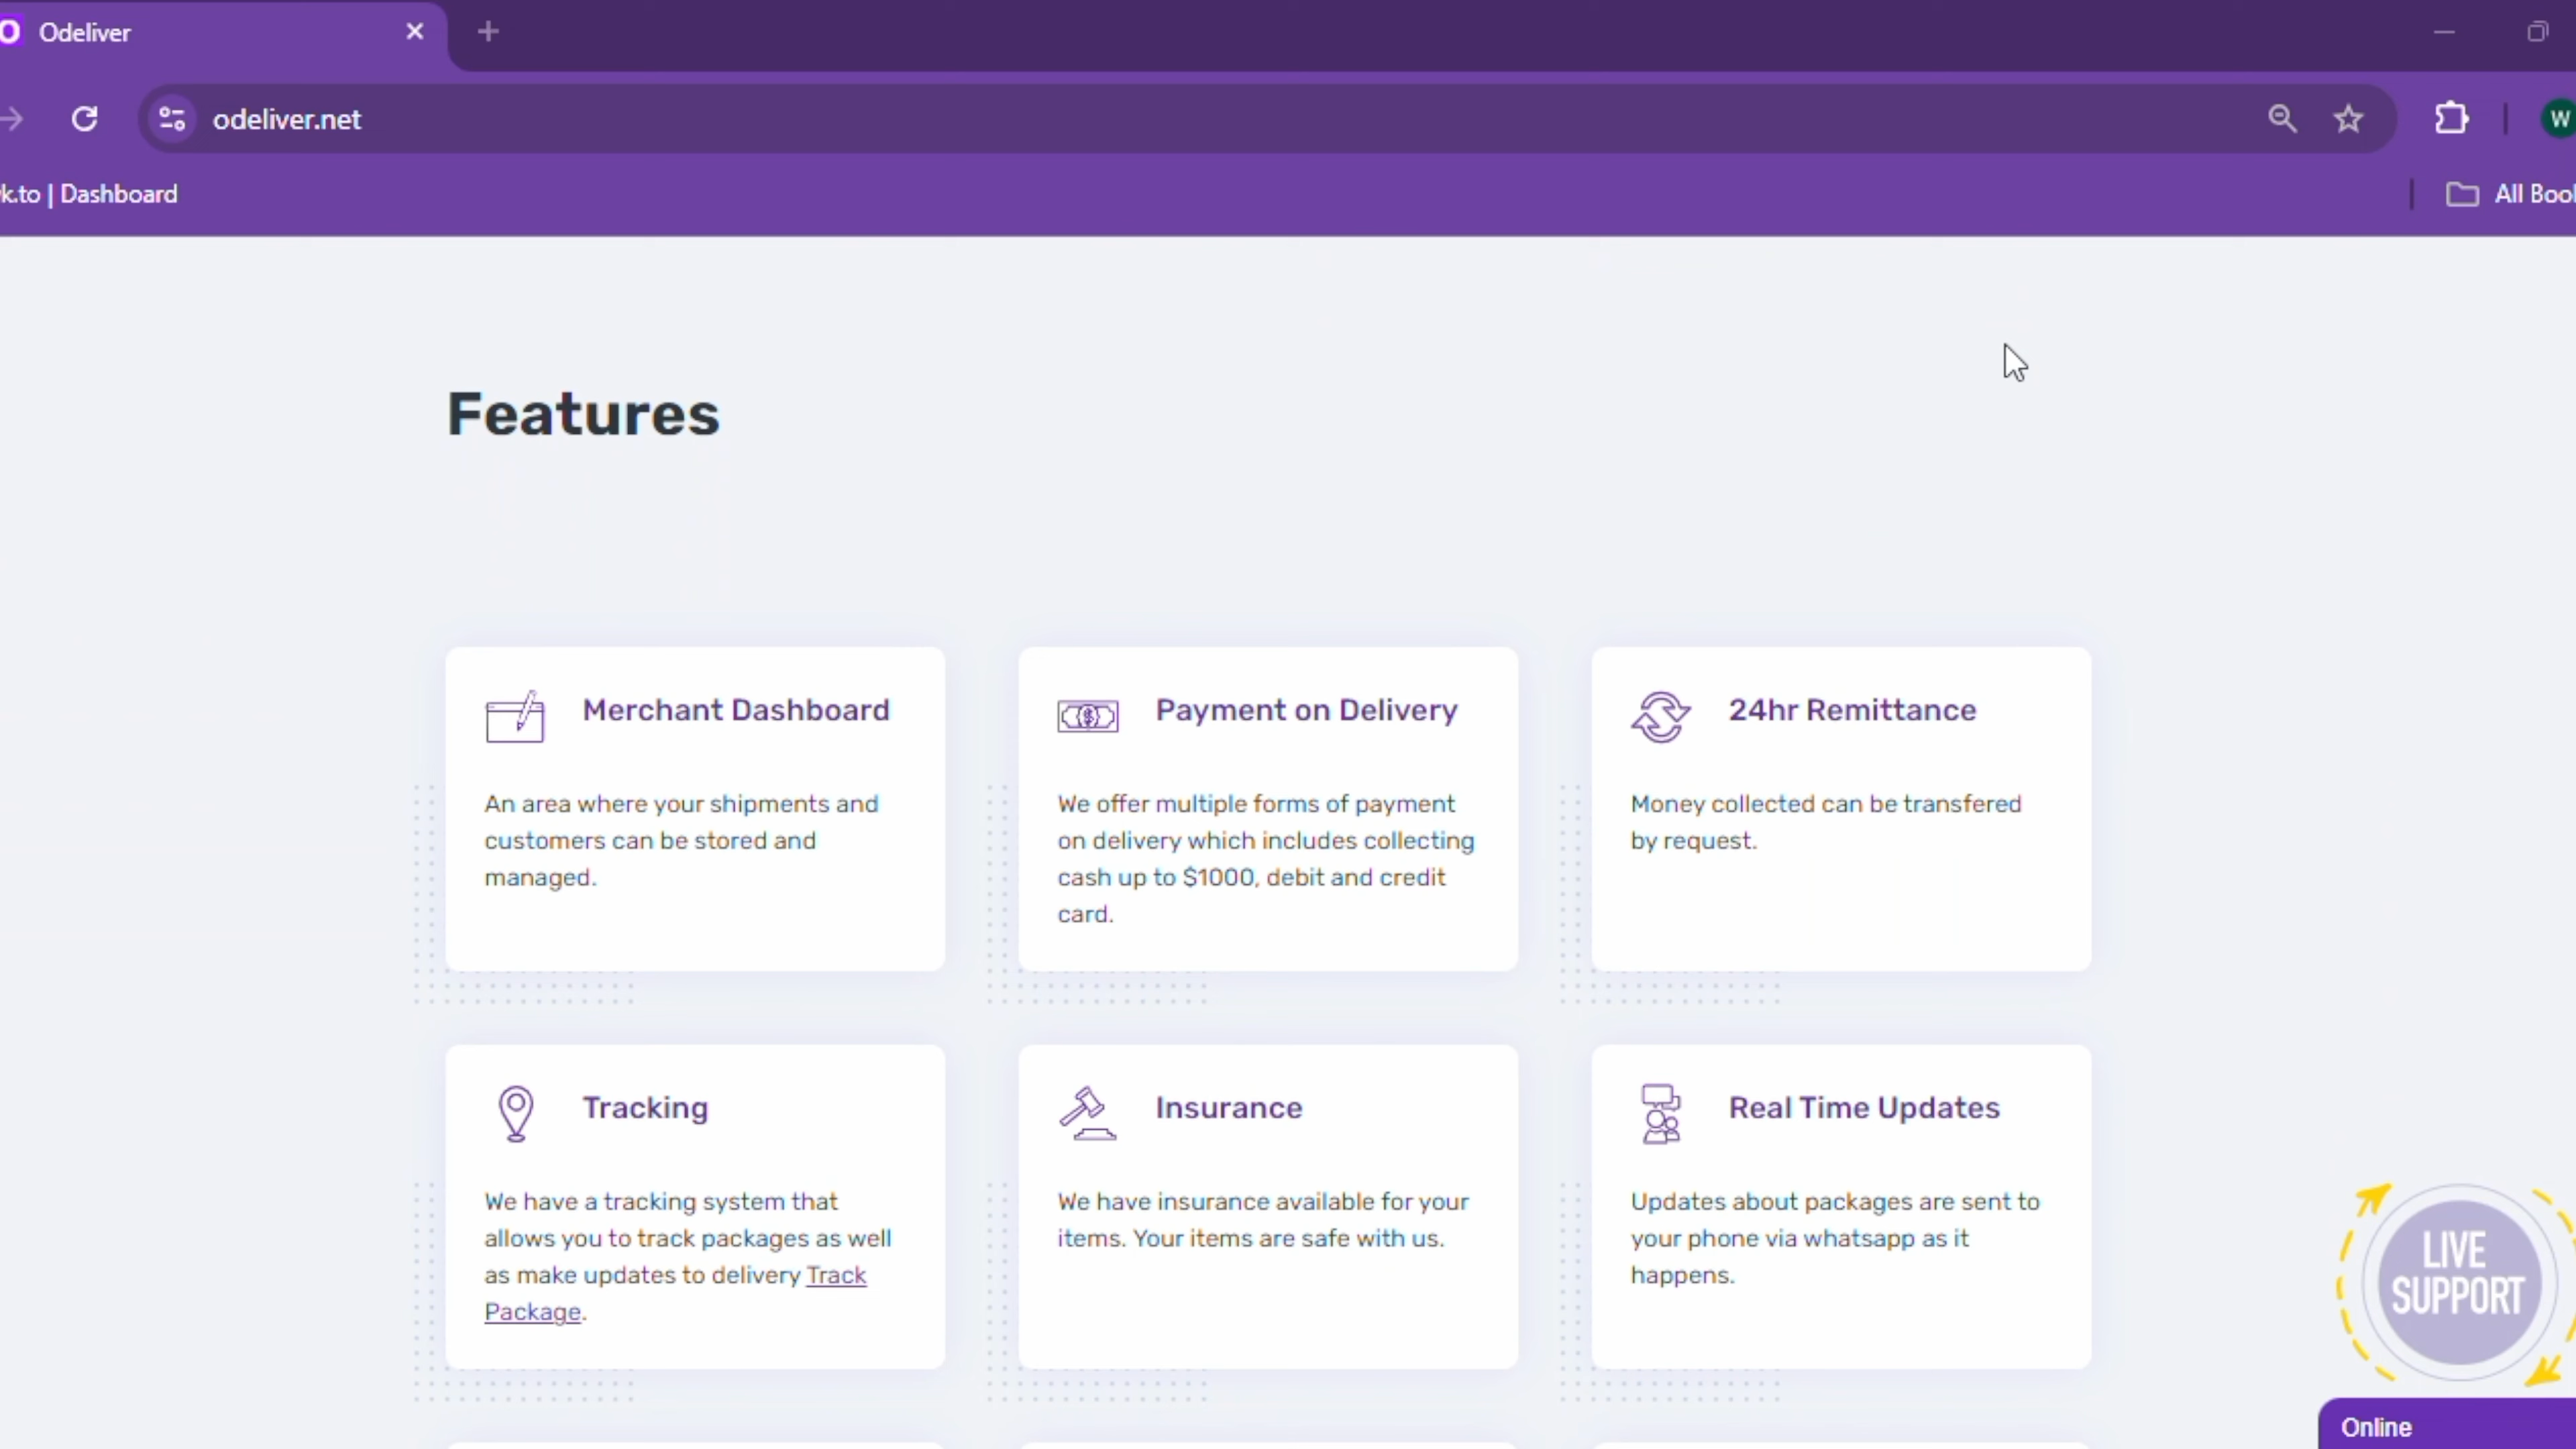 Odeliver
odeliver.net
W
k.to | Dashboard
All Boo
Features
Merchant Dashboard
An area where your shipments and
customers can be stored and
managed.
Payment on Delivery
We offer multiple forms of payment
on delivery which includes collecting
cash up to $1000, debit and credit
card.
24hr Remittance
Money collected can be transfered
by request.
Tracking
We have a tracking system that
allows you to track packages as well
as make updates to delivery Track
Package.
Insurance
We have insurance available for your
items. Your items are safe with us.
Real Time Updates
Updates about packages are sent to
your phone via whatsapp as it
happens.
LIVE
SUPPORT
Online